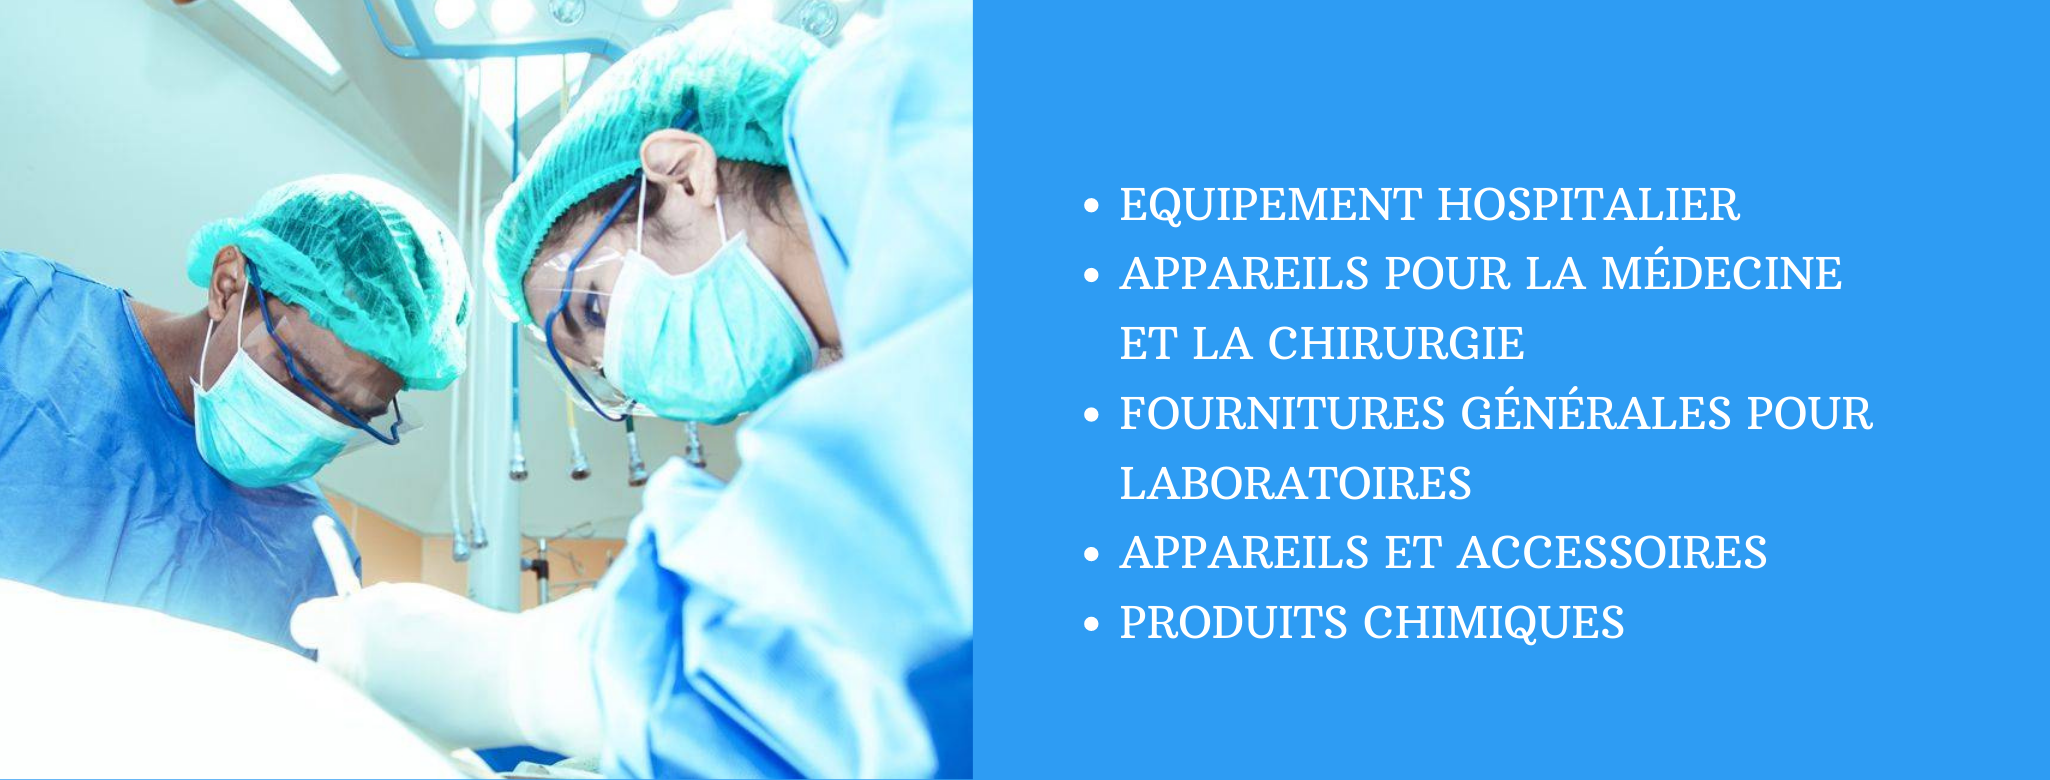 • EQUIPEMENT HOSPITALIER
• APPAREILS POUR LA MÉDECINE
ET LA CHIRURGIE
• FOURNITURES GÉNÉRALES POUR
LABORATOIRES
• APPAREILS ET ACCESSOIRES
• PRODUITS CHIMIQUES